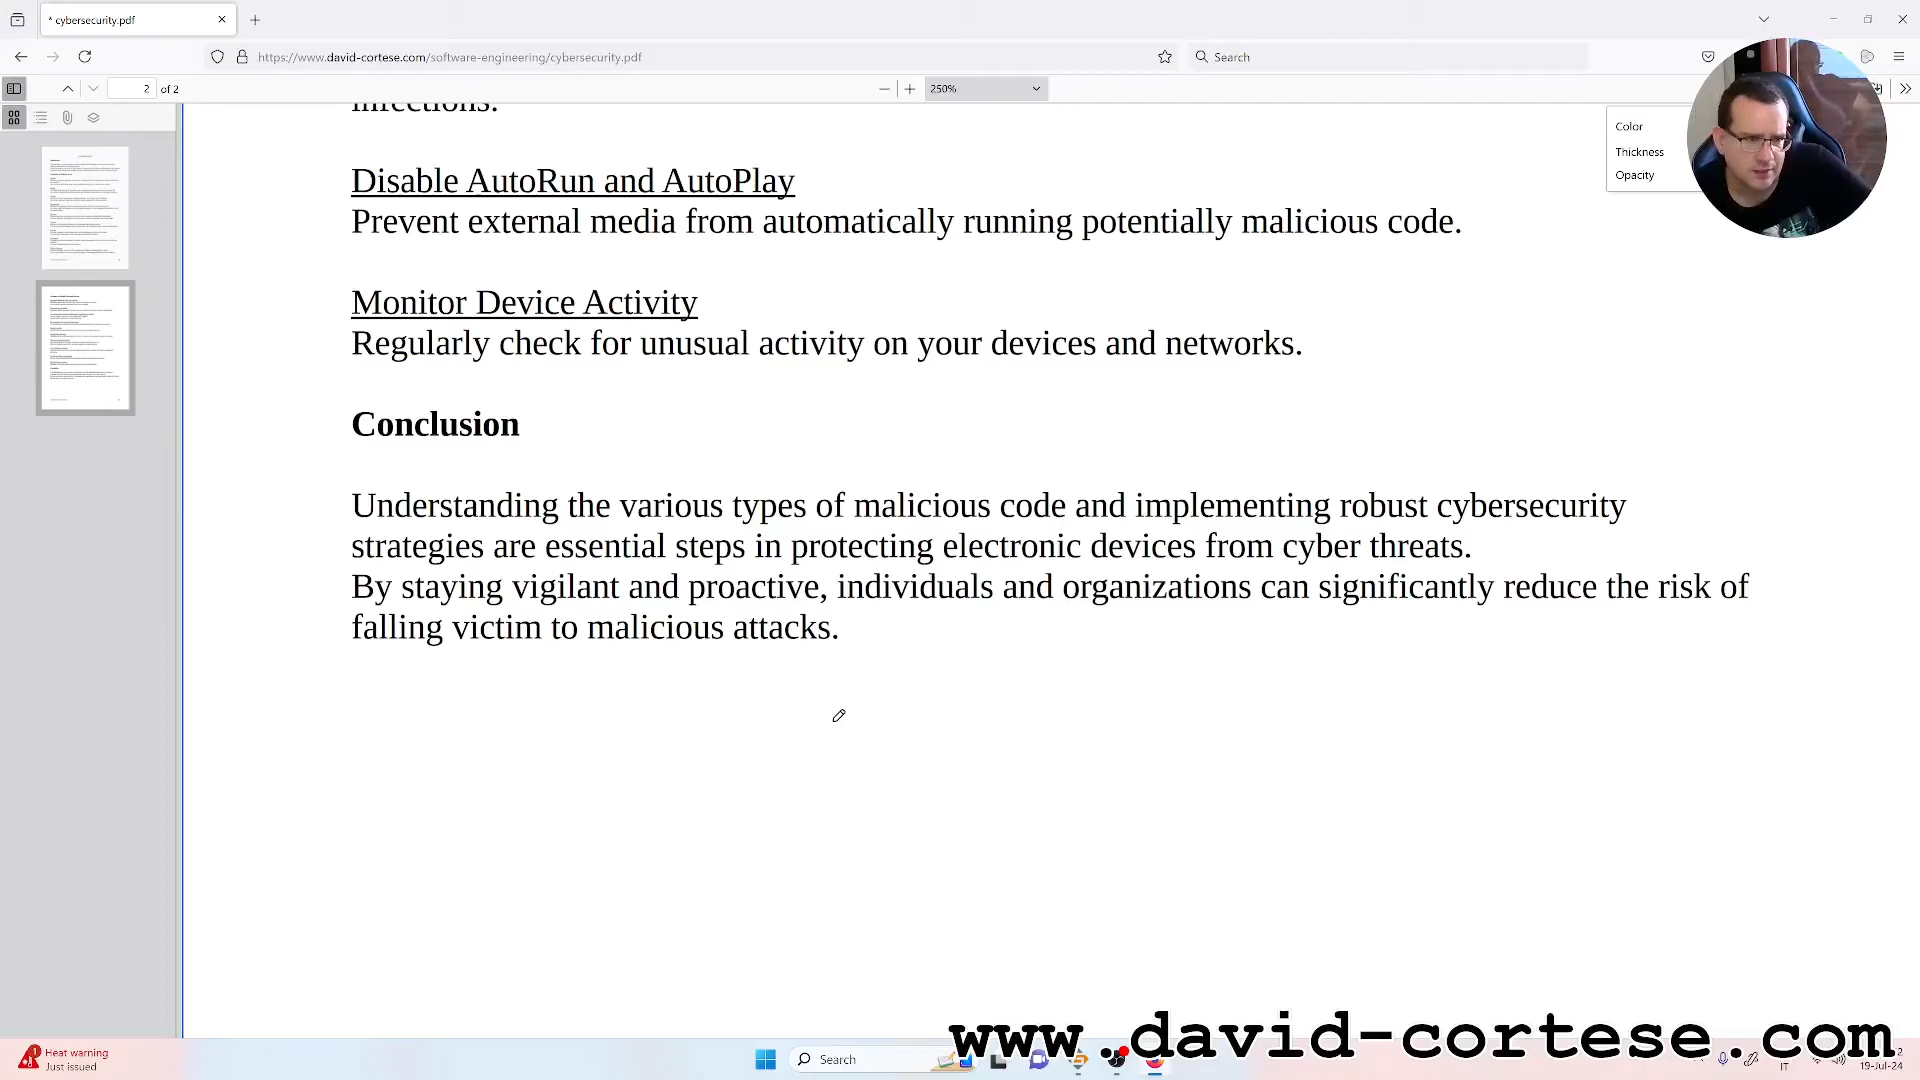 * cybersecurity.pdf
https://www.david-cortese.com/software-engineering/cybersecurity.pdf
Search
2 of 2
250%
infections.
Color
Thickness
Opacity
Disable AutoRun and AutoPlay
Prevent external media from automatically running potentially malicious code.
Monitor Device Activity
Regularly check for unusual activity on your devices and networks.
Conclusion
Understanding the various types of malicious code and implementing robust cybersecurity
strategies are essential steps in protecting electronic devices from cyber threats.
By staying vigilant and proactive, individuals and organizations can significantly reduce the risk of
falling victim to malicious attacks.
www.david-cortese.com
1
Heat warning
Just issued
Search
IT
19-Jul-24